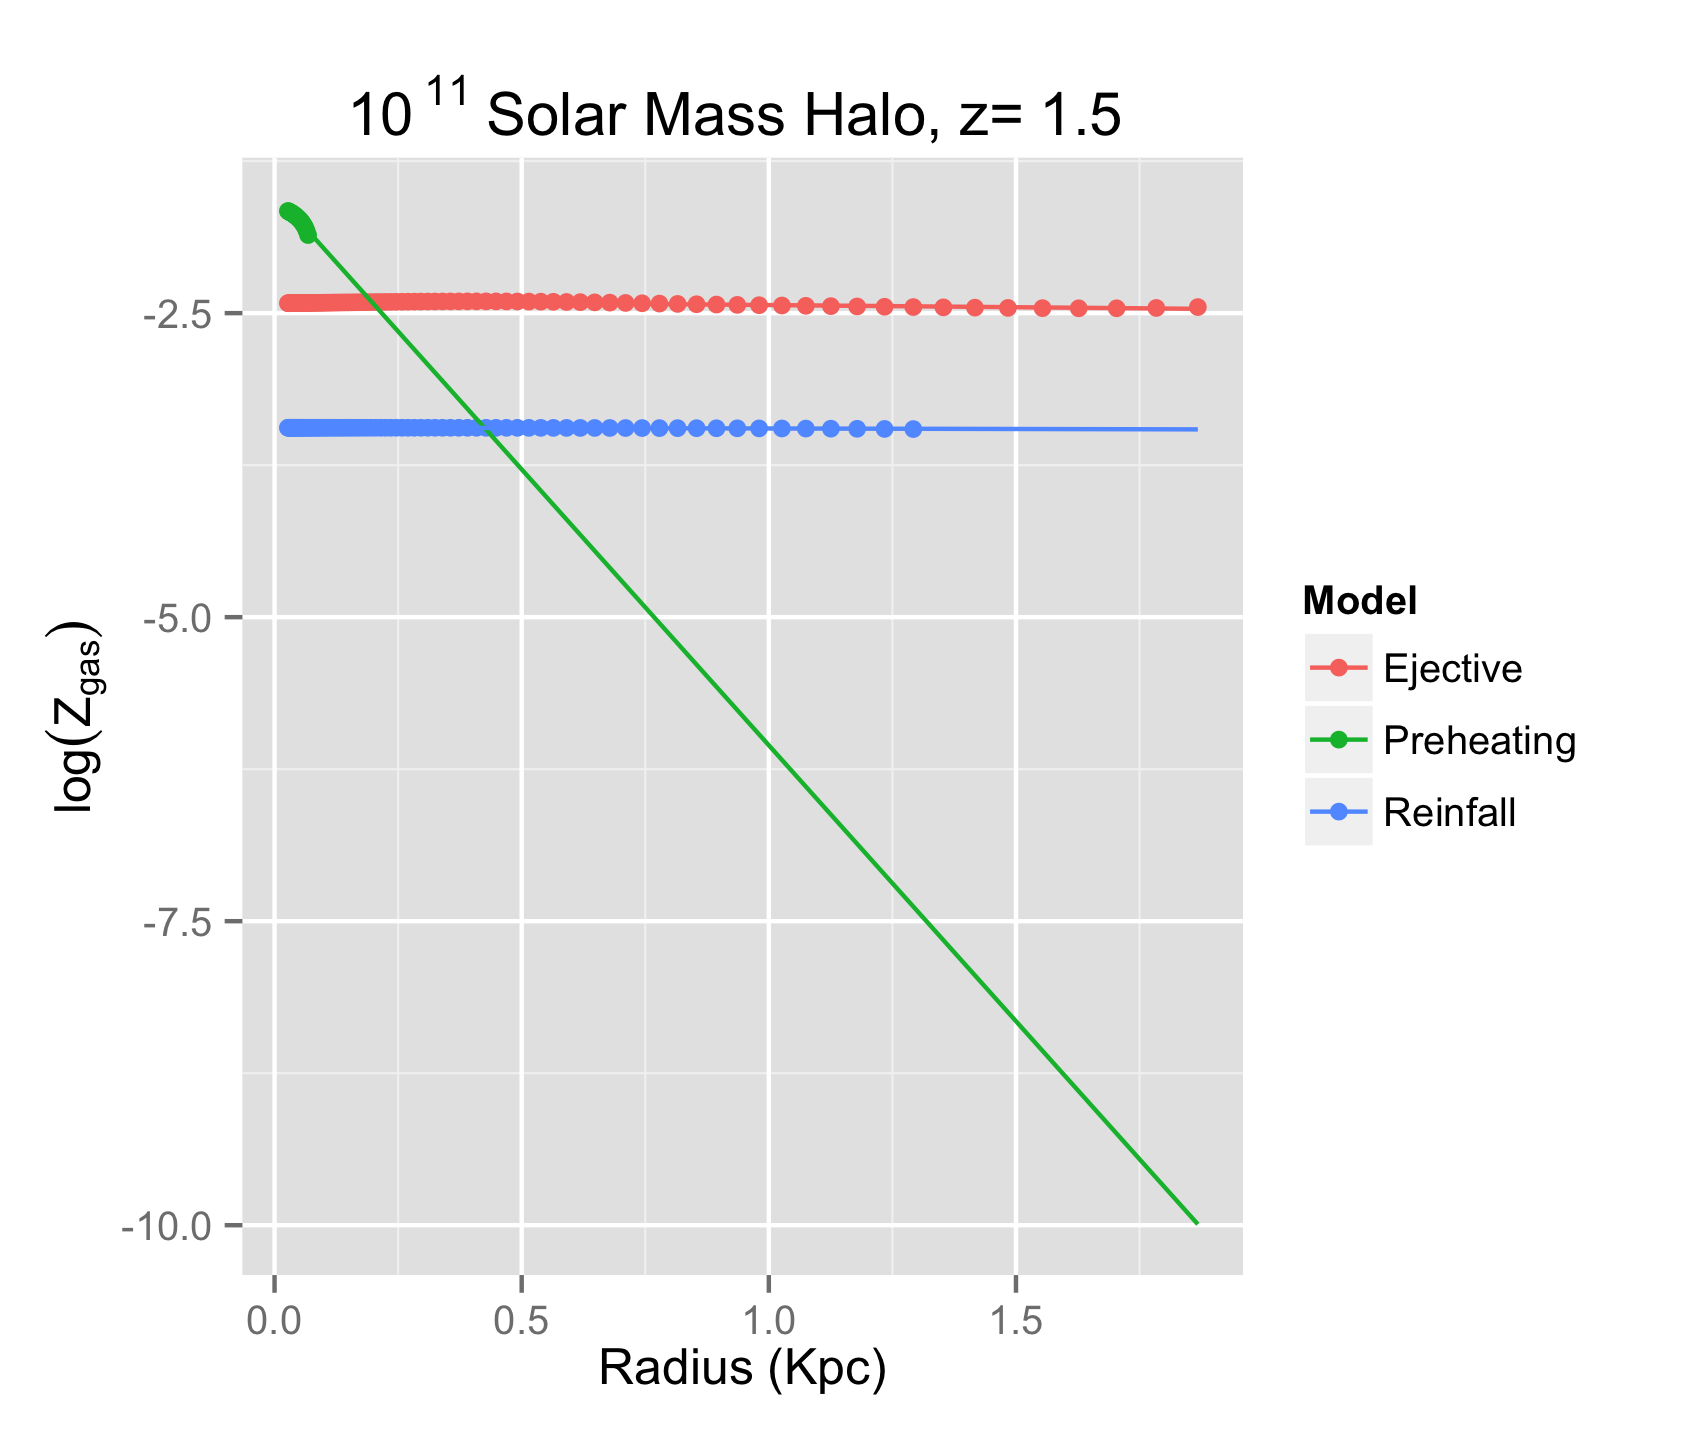 10 11 Solar Mass Halo, z= 1.5
-2.5
-5.0
-7.5
-10.0
log(Zgas)
0.0 0.5 1.0 1.5
Radius (Kpc)
Model
Ejective
Preheating
Reinfall